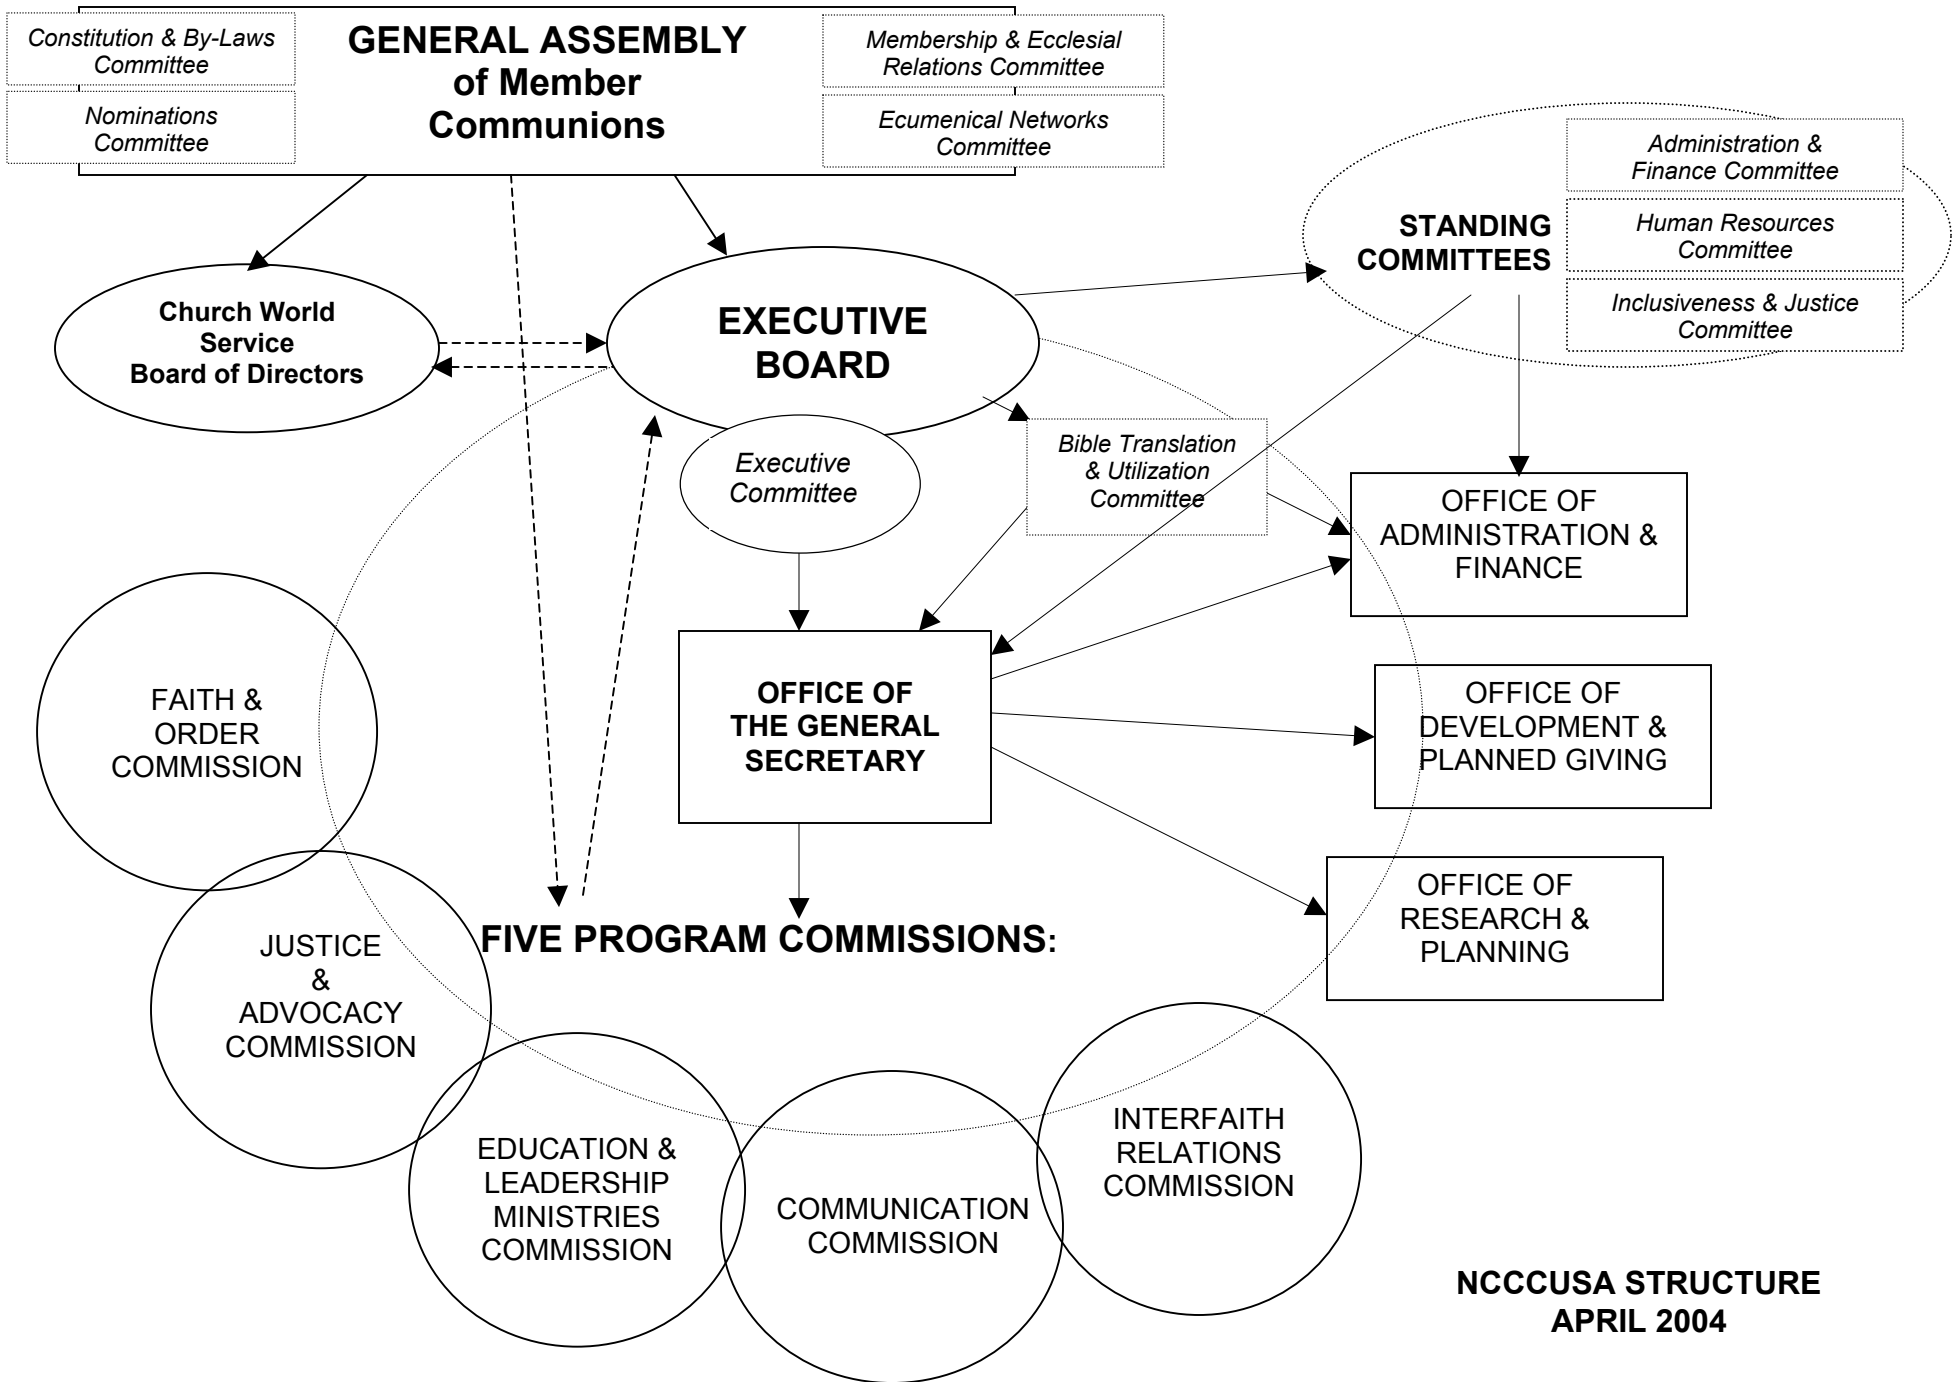 Constitution & By-Laws
Committee
Nominations
Committee
GENERAL ASSEMBLY
of Member
Communions
Membership & Ecclesial
Relations Committee
Ecumenical Networks
Committee
STANDING
COMMITTEES
Administration &
Finance Committee
Human Resources
Committee
Inclusiveness & Justice
Committee
Church World
Service
Board of Directors
EXECUTIVE
BOARD
Executive
Committee
Bible Translation
& Utilization
Committee
OFFICE OF
ADMINISTRATION &
FINANCE
OFFICE OF
THE GENERAL
SECRETARY
OFFICE OF
DEVELOPMENT &
PLANNED GIVING
OFFICE OF
RESEARCH &
PLANNING
FIVE PROGRAM COMMISSIONS:
FAITH &
ORDER
COMMISSION
JUSTICE
&
ADVOCACY
COMMISSION
EDUCATION &
LEADERSHIP
MINISTRIES
COMMISSION
COMMUNICATION
COMMISSION
INTERFAITH
RELATIONS
COMMISSION
NCCCUSA STRUCTURE
APRIL 2004